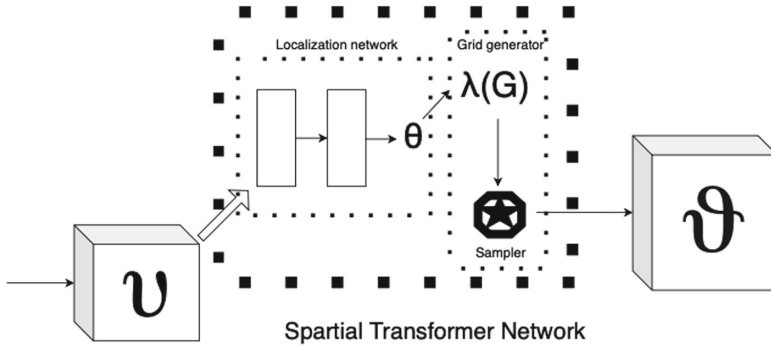 Localization network
Grid generator
λ(G)
θ
Sampler
υ
ϑ
Spartial Transformer Network